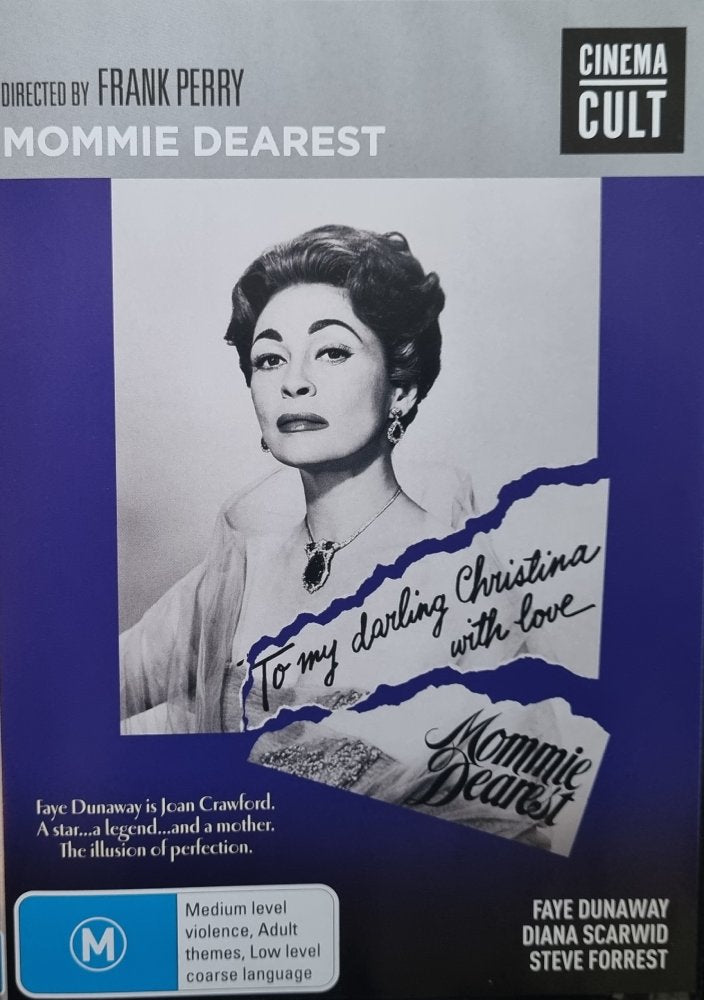 DIRECTED BY FRANK PERRY
MOMMIE DEAREST
CINEMA
CULT
To my darling Christina
with love
Mommie
Dearest
Faye Dunaway is Joan Crawford.
A star...a legend...and a mother.
The illusion of perfection.
M
Medium level
violence, Adult
themes, Low level
coarse language
FAYE DUNAWAY
DIANA SCARWID
STEVE FORREST